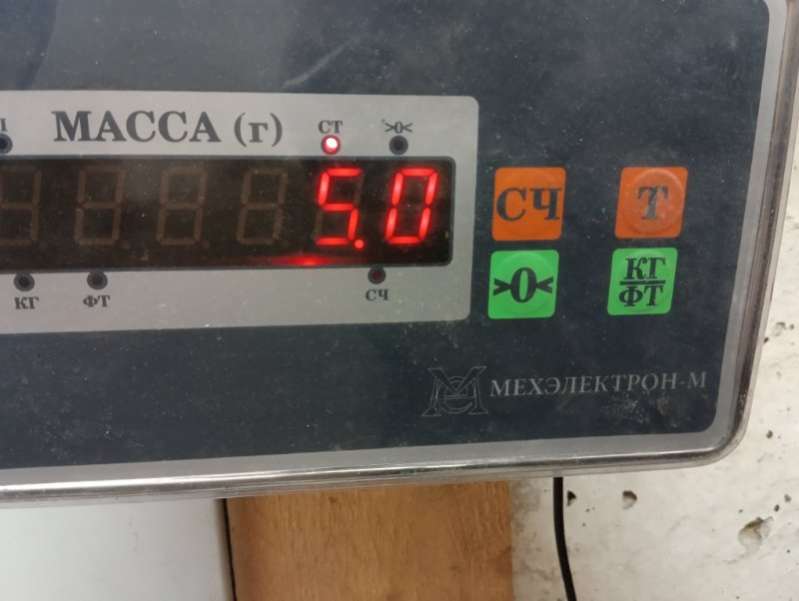 МАССА (г) СТ >0<
5.0
СЧ Т
>0< КГ
ФТ
КГ ФТ СЧ
МЕХЭЛЕКТРОН-М